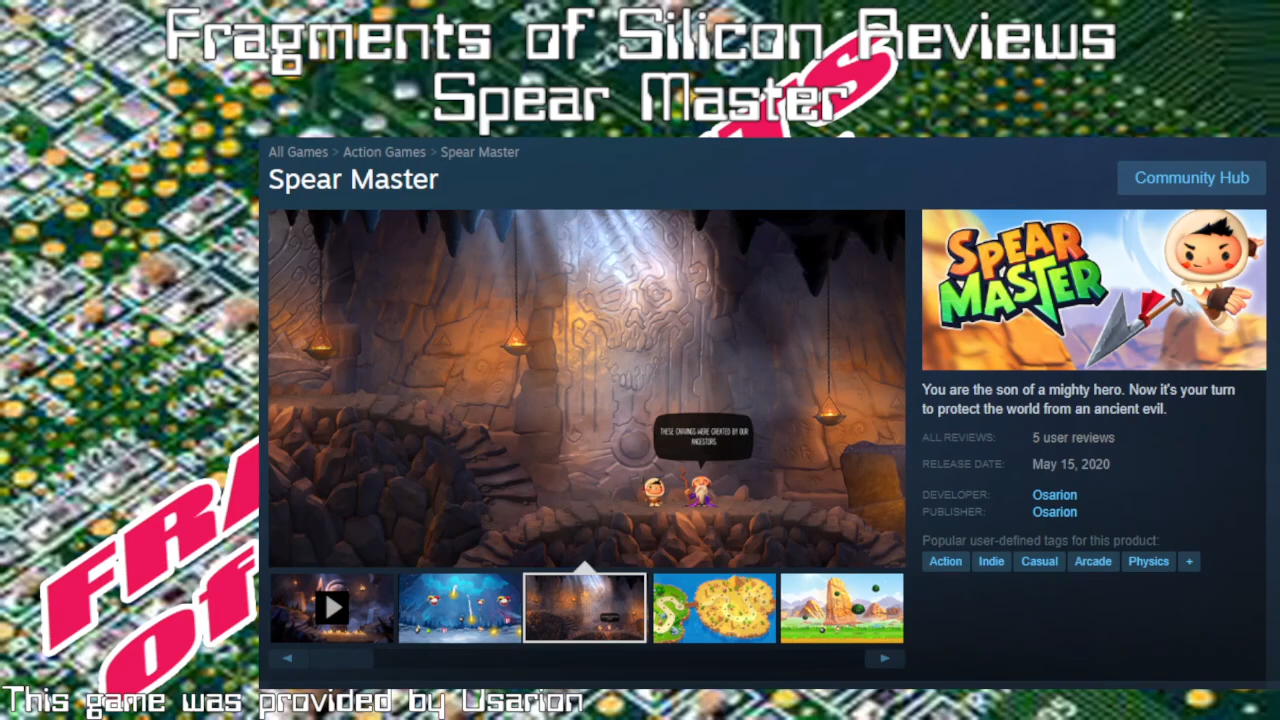 Fragments of Silicon Reviews
Spear Master
All Games > Action Games > Spear Master
Spear Master
Community Hub
SPEAR
MASTER
THESE CARVINGS WERE CREATED BY OUR
ANCESTORS
You are the son of a mighty hero. Now it's your turn
to protect the world from an ancient evil.
ALL REVIEWS: 5 user reviews
RELEASE DATE: May 15, 2020
DEVELOPER: Osarion
PUBLISHER: Osarion
Popular user-defined tags for this product:
Action Indie Casual Arcade Physics +
FRA
Of
This game was provided by Osarion